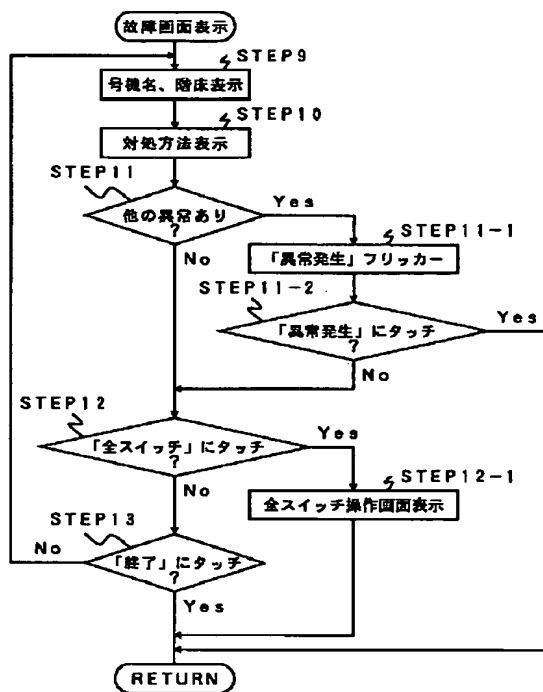 故障画面表示
STEP9
号機名、階床表示
STEP10
対処方法表示
STEP11
他の異常あり
?
Yes
No
STEP11-1
「異常発生」フリッカー
STEP11-2
「異常発生」にタッチ
?
Yes
No
STEP12
「全スイッチ」にタッチ
?
Yes
No
STEP12-1
全スイッチ操作画面表示
STEP13
「終了」にタッチ
?
No
Yes
RETURN